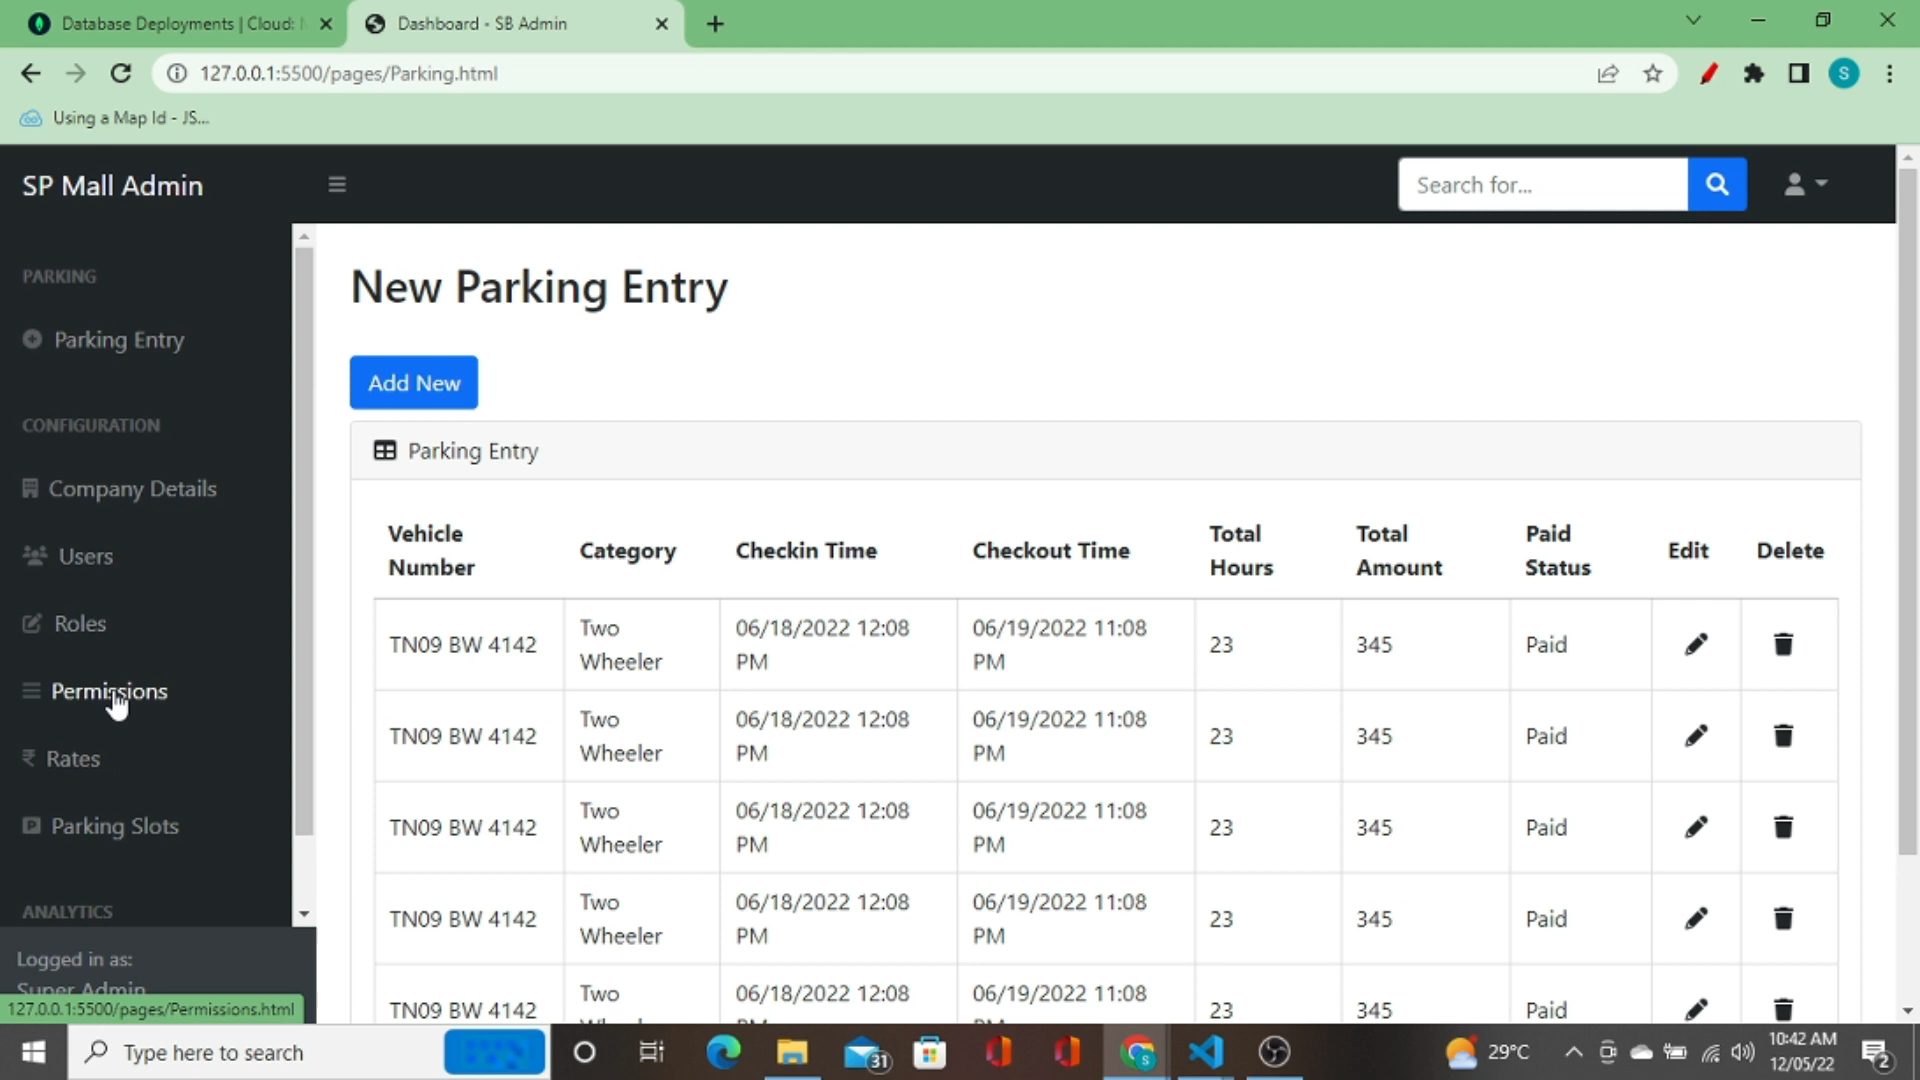 Database Deployments | Cloud:
Dashboard - SB Admin
127.0.0.1:5500/pages/Parking.html
S
Using a Map Id - JS...
SP Mall Admin
Search for...
PARKING
Parking Entry
CONFIGURATION
Company Details
Users
Roles
Permissions
Rates
Parking Slots
ANALYTICS
Logged in as:
Super Admin
127.0.0.1:5500/pages/Permissions.html
New Parking Entry
Add New
Parking Entry
Vehicle Number Category Checkin Time Checkout Time Total Hours Total Amount Paid Status Edit Delete
TN09 BW 4142 Two Wheeler 06/18/2022 12:08 PM 06/19/2022 11:08 PM 23 345 Paid
TN09 BW 4142 Two Wheeler 06/18/2022 12:08 PM 06/19/2022 11:08 PM 23 345 Paid
TN09 BW 4142 Two Wheeler 06/18/2022 12:08 PM 06/19/2022 11:08 PM 23 345 Paid
TN09 BW 4142 Two Wheeler 06/18/2022 12:08 PM 06/19/2022 11:08 PM 23 345 Paid
TN09 BW 4142 Two 06/18/2022 12:08 06/19/2022 11:08 23 345 Paid
Type here to search
31
S
29°C
10:42 AM
12/05/22
2